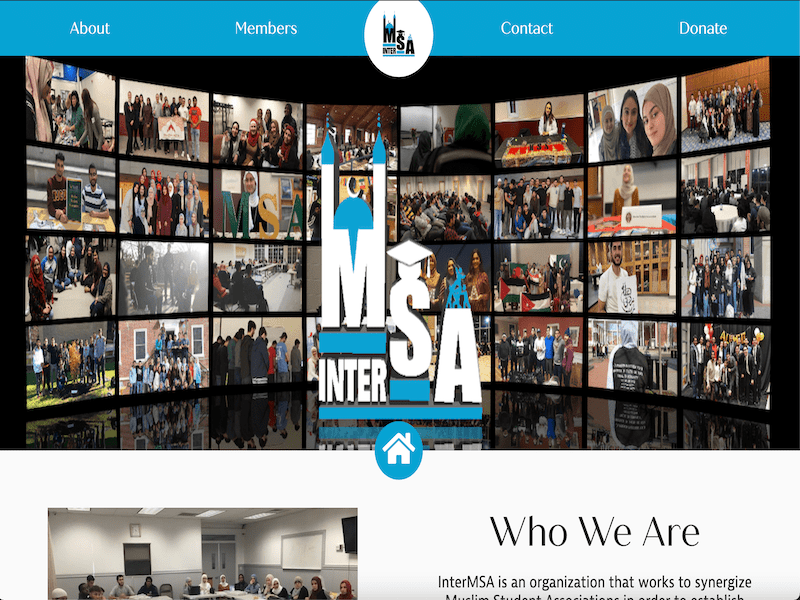 About
Members
Contact
Donate
MSA
INTER
MSA
MSA
INTER
Who We Are
InterMSA is an organization that works to synergize
Muslim Student Associations in order to establish